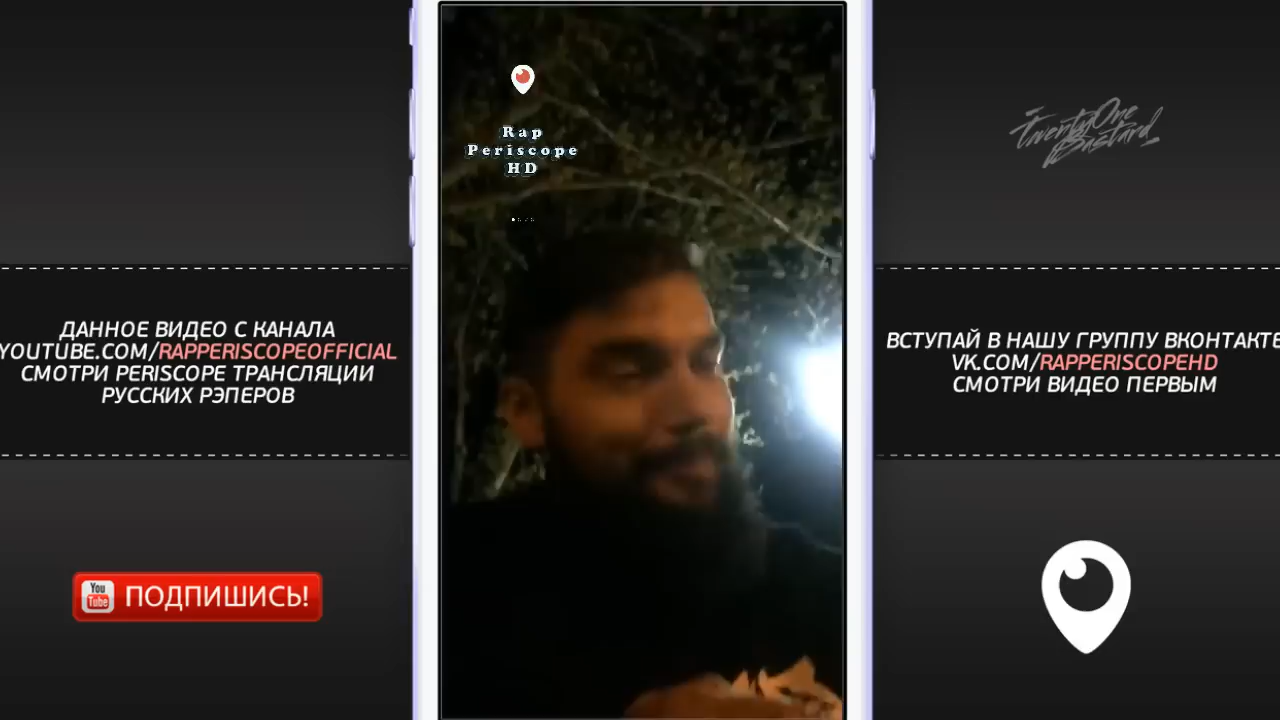 Rap
Periscope
HD
TwentyOne
Bastard
ДАННОЕ ВИДЕО С КАНАЛА
YOUTUBE.COM/RAPPERISCOPEOFFICIAL
СМОТРИ PERISCOPE ТРАНСЛЯЦИИ
РУССКИХ РЭПЕРОВ
ВСТУПАЙ В НАШУ ГРУППУ ВКОНТАКТЕ
VK.COM/RAPPERISCOPEHD
СМОТРИ ВИДЕО ПЕРВЫМ
You
Tube
ПОДПИШИСЬ!